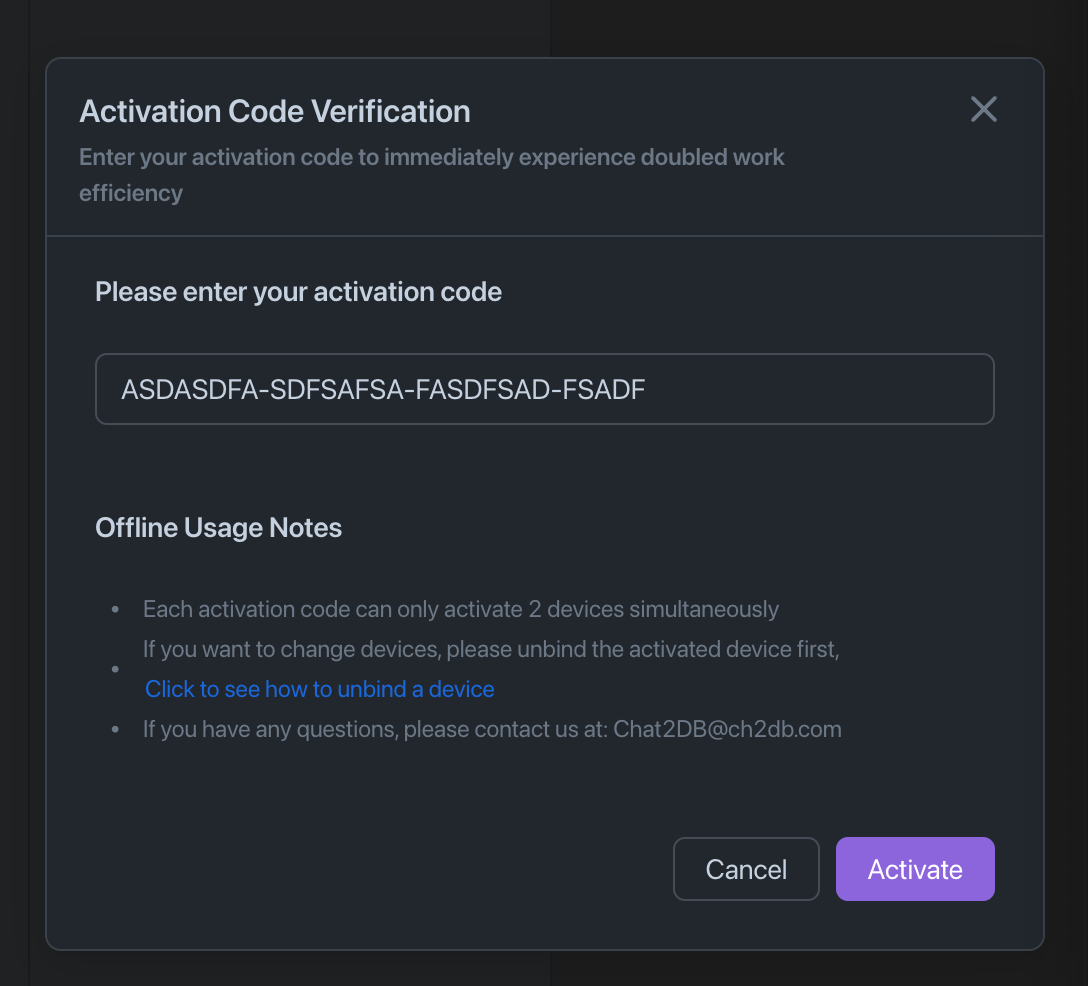 Activation Code Verification
Enter your activation code to immediately experience doubled work
efficiency
Please enter your activation code
ASDASDFA-SDFSAFSA-FASDFSAD-FSADF
Offline Usage Notes
• Each activation code can only activate 2 devices simultaneously
• If you want to change devices, please unbind the activated device first,
Click to see how to unbind a device
• If you have any questions, please contact us at: Chat2DB@ch2db.com
Cancel
Activate